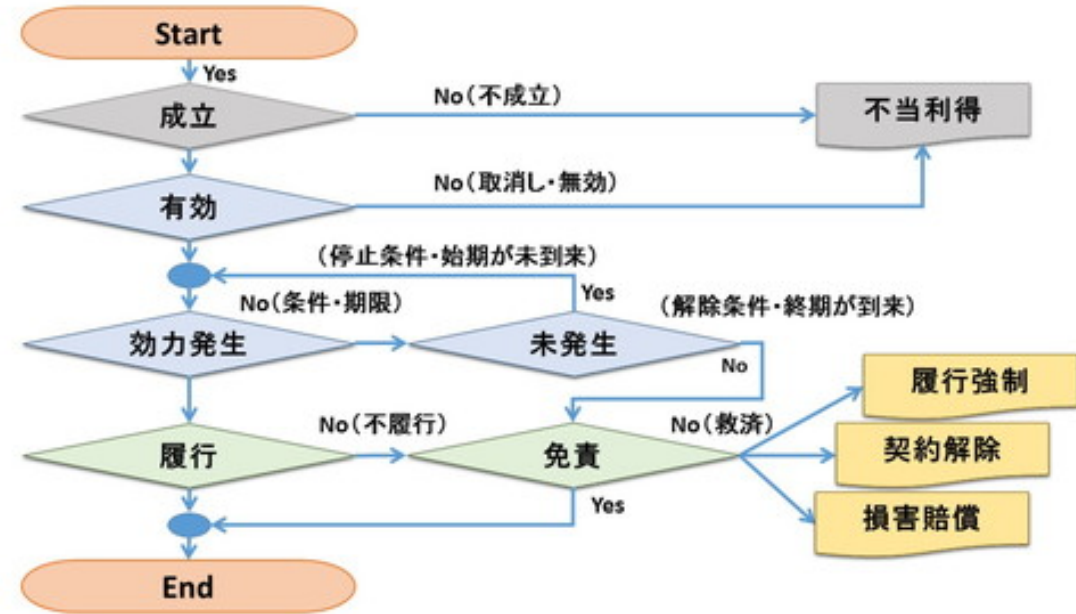 Start
Yes
成立
No(不成立)
不当利得
有効
No(取消し・無効)
(停止条件・始期が未到来)
No(条件・期限)
Yes
(解除条件・終期が到来)
効力発生
未発生
No
履行強制
履行
No(不履行)
免責
No(救済)
契約解除
Yes
損害賠償
End